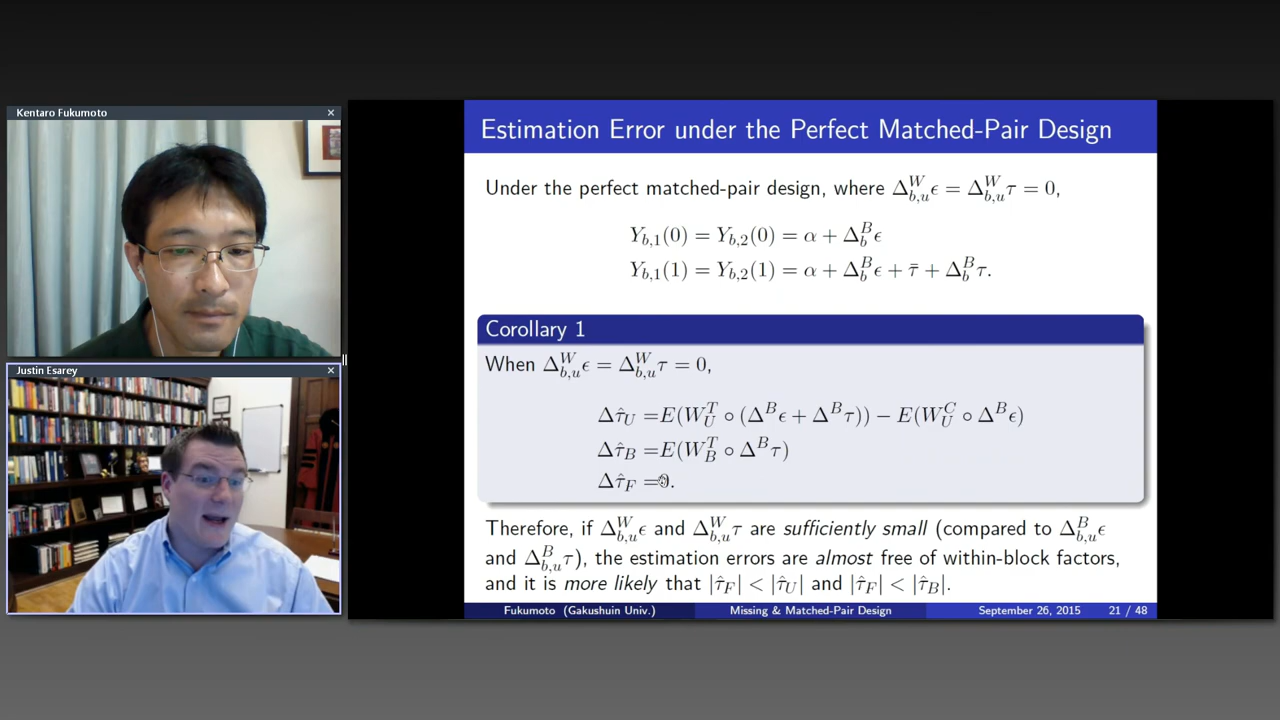 Kentaro Fukumoto
Justin Esarey
Estimation Error under the Perfect Matched-Pair Design
Under the perfect matched-pair design, where Δ^W_{b,u}ϵ = Δ^W_{b,u}τ = 0,
Y_{b,1}(0) = Y_{b,2}(0) = α + Δ^B_b ϵ
Y_{b,1}(1) = Y_{b,2}(1) = α + Δ^B_b ϵ + τ̄ + Δ^B_b τ.
Corollary 1
When Δ^W_{b,u}ϵ = Δ^W_{b,u}τ = 0,
Δτ̂_U =E(W^T_U ∘ (Δ^Bϵ + Δ^Bτ)) − E(W^C_U ∘ Δ^Bϵ)
Δτ̂_B =E(W^T_B ∘ Δ^Bτ)
Δτ̂_F =0.
Therefore, if Δ^W_{b,u}ϵ and Δ^W_{b,u}τ are sufficiently small (compared to Δ^B_{b,u}ϵ
and Δ^B_{b,u}τ), the estimation errors are almost free of within-block factors,
and it is more likely that |τ̂_F| < |τ̂_U| and |τ̂_F| < |τ̂_B|.
Fukumoto (Gakushuin Univ.) Missing & Matched-Pair Design September 26, 2015 21 / 48